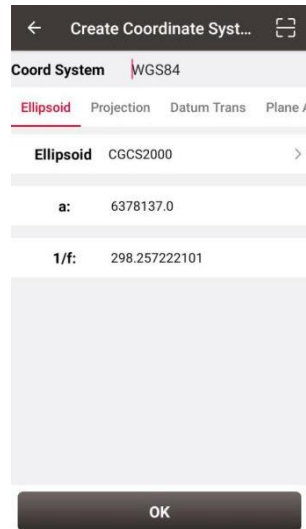 Create Coordinate Syst...
Coord System WGS84
Ellipsoid Projection Datum Trans Plane A
Ellipsoid CGCS2000
a: 6378137.0
1/f: 298.257222101
OK